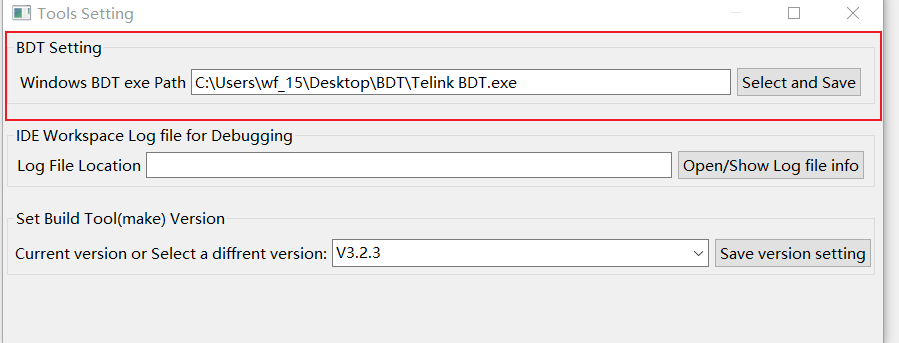 Tools Setting
BDT Setting
Windows BDT exe Path C:\Users\wf_15\Desktop\BDT\Telink BDT.exe Select and Save
IDE Workspace Log file for Debugging
Log File Location Open/Show Log file info
Set Build Tool(make) Version
Current version or Select a diffrent version: V3.2.3 Save version setting